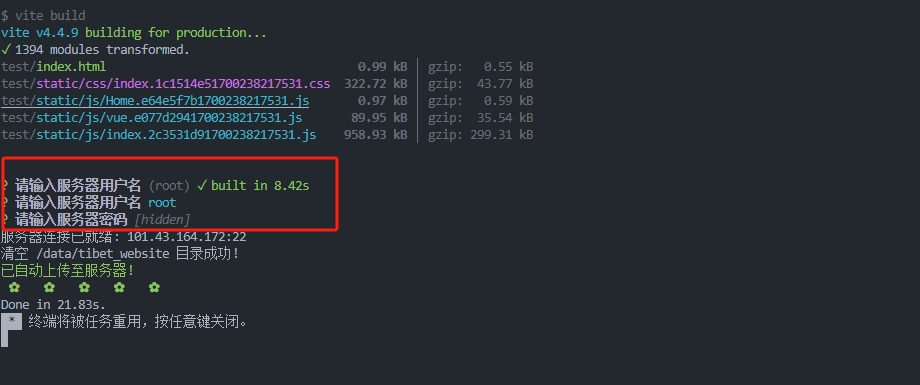 $ vite build
vite v4.4.9 building for production...
✓ 1394 modules transformed.
test/index.html 0.99 kB │ gzip: 0.55 kB
test/static/css/index.1c1514e51700238217531.css 322.72 kB │ gzip: 43.77 kB
test/static/js/Home.e64e5f7b1700238217531.js 0.97 kB │ gzip: 0.59 kB
test/static/js/vue.e077d2941700238217531.js 89.95 kB │ gzip: 35.54 kB
test/static/js/index.2c3531d91700238217531.js 958.93 kB │ gzip: 299.31 kB
? 请输入服务器用户名 (root) ✓ built in 8.42s
? 请输入服务器用户名 root
? 请输入服务器密码 [hidden]
服务器连接已就绪: 101.43.164.172:22
清空 /data/tibet_website 目录成功!
已自动上传至服务器!
✿ ✿ ✿ ✿ ✿
Done in 21.83s.
* 终端将被任务重用，按任意键关闭。